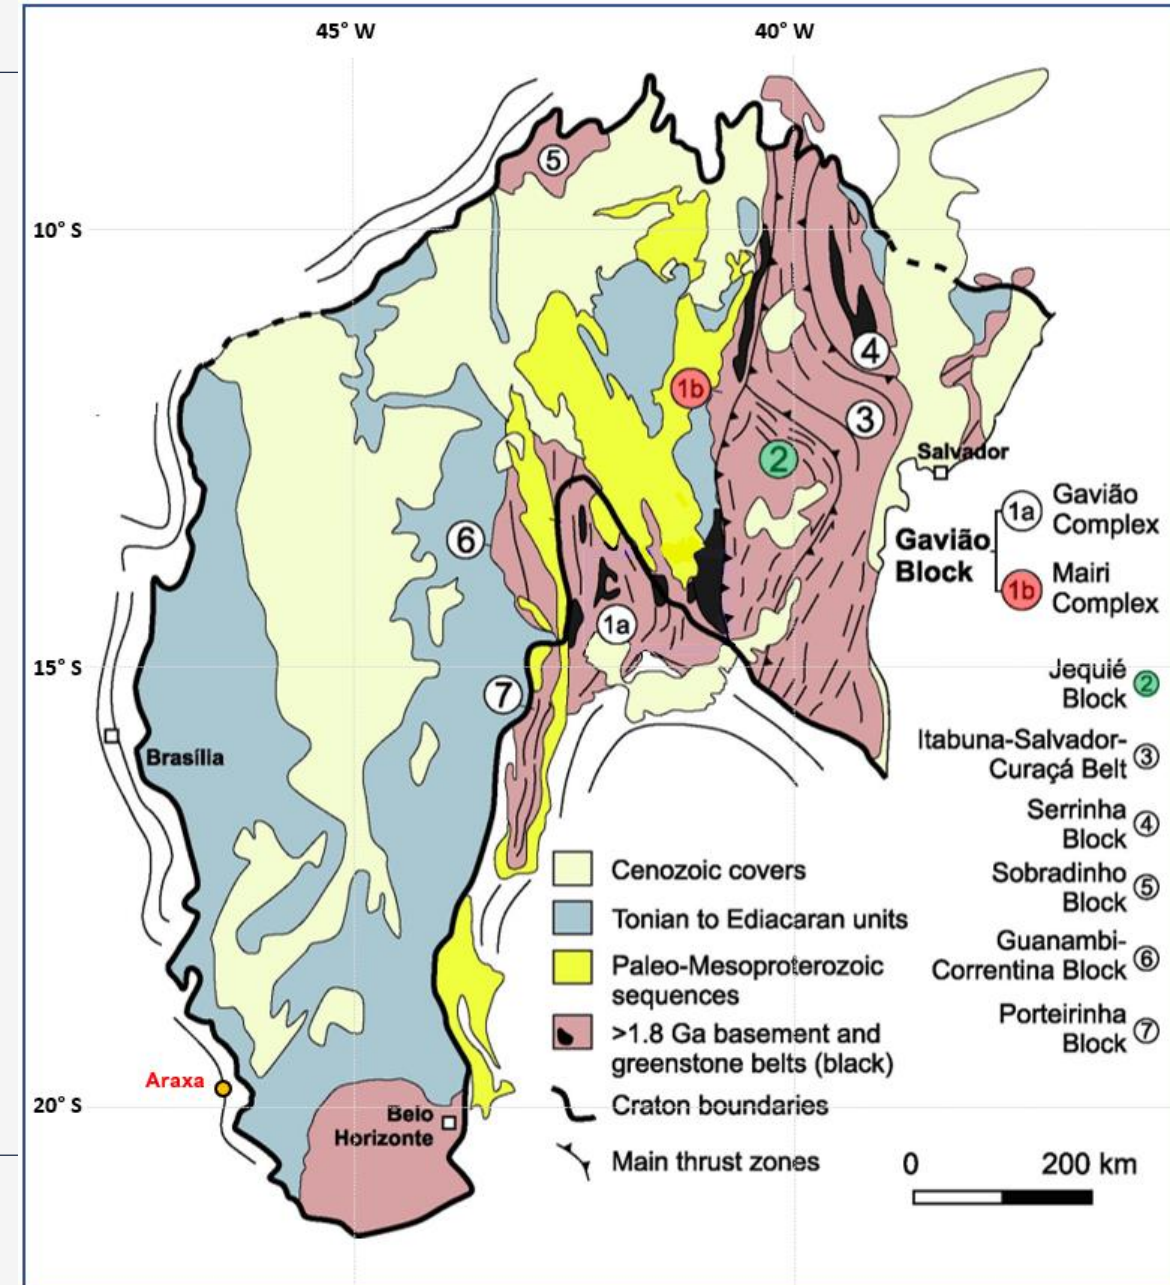 45° W
40° W
10° S
15° S
20° S
5
4
3
1b
2
6
1a
7
Salvador
Brasília
Araxa
Belo
Horizonte
Gavião
Block
1a
Gavião
Complex
1b
Mairi
Complex
Jequié
Block
2
Itabuna-Salvador-
Curaçá Belt
3
Serrinha
Block
4
Sobradinho
Block
5
Guanambi-
Correntina Block
6
Porteirinha
Block
7
Cenozoic covers
Tonian to Ediacaran units
Paleo-Mesoproterozoic
sequences
>1.8 Ga basement and
greenstone belts (black)
Craton boundaries
Main thrust zones
0
200 km